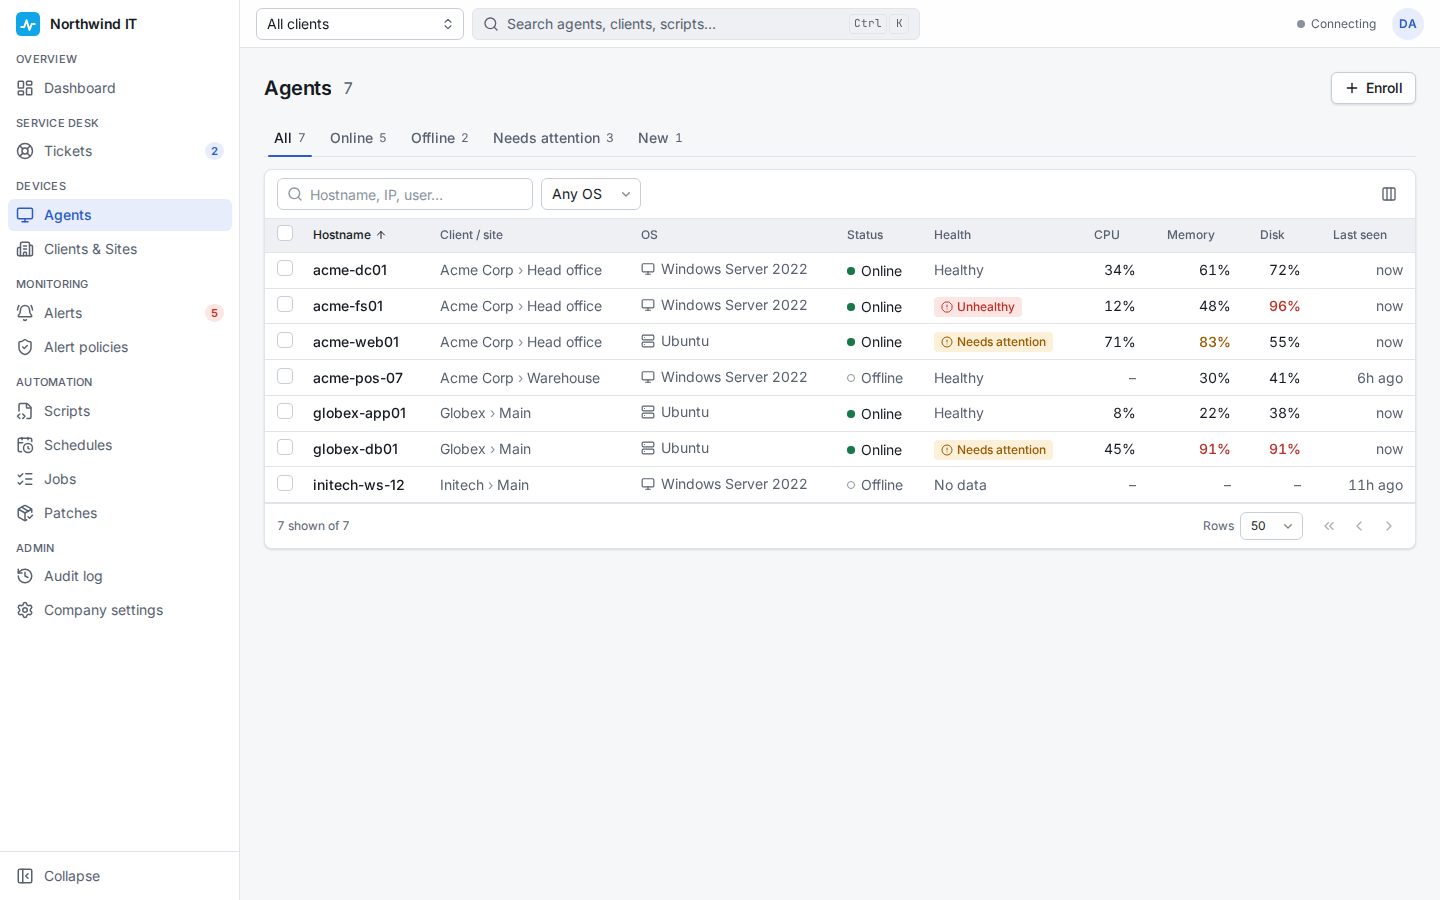 Northwind IT
All clients
Search agents, clients, scripts...
Ctrl K
Connecting
DA
OVERVIEW
Dashboard
SERVICE DESK
Tickets 2
DEVICES
Agents
Clients & Sites
MONITORING
Alerts 5
Alert policies
AUTOMATION
Scripts
Schedules
Jobs
Patches
ADMIN
Audit log
Company settings
Collapse
Agents 7
Enroll
All 7 Online 5 Offline 2 Needs attention 3 New 1
Hostname, IP, user... Any OS
Hostname ↑ Client / site OS Status Health CPU Memory Disk Last seen
acme-dc01 Acme Corp › Head office Windows Server 2022 Online Healthy 34% 61% 72% now
acme-fs01 Acme Corp › Head office Windows Server 2022 Online Unhealthy 12% 48% 96% now
acme-web01 Acme Corp › Head office Ubuntu Online Needs attention 71% 83% 55% now
acme-pos-07 Acme Corp › Warehouse Windows Server 2022 Offline Healthy – 30% 41% 6h ago
globex-app01 Globex › Main Ubuntu Online Healthy 8% 22% 38% now
globex-db01 Globex › Main Ubuntu Online Needs attention 45% 91% 91% now
initech-ws-12 Initech › Main Windows Server 2022 Offline No data – – – 11h ago
7 shown of 7
Rows 50